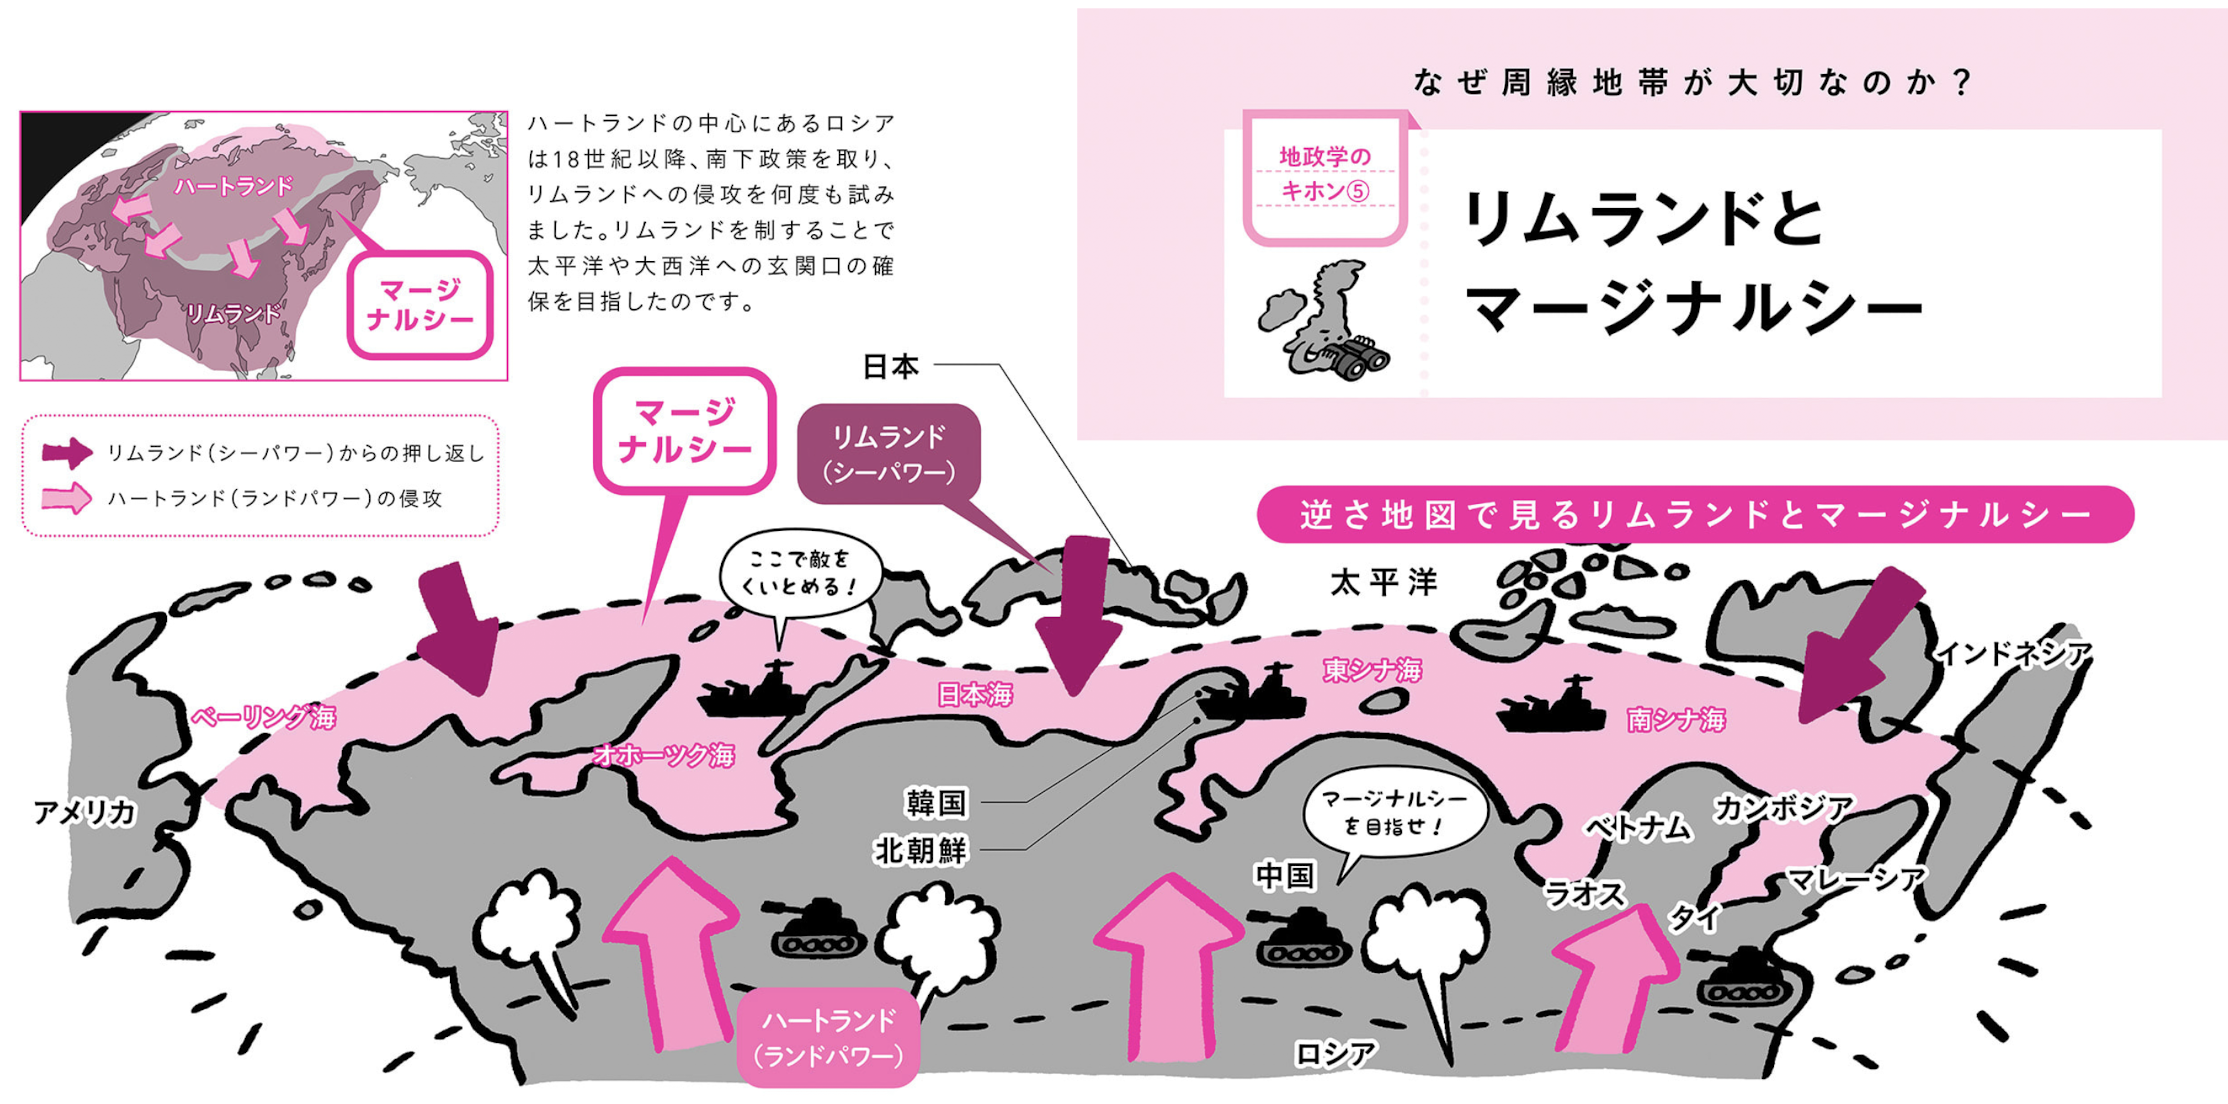 なぜ周縁地帯が大切なのか？
地政学の
キホン⑤
リムランドと
マージナルシー
ハートランド
リムランド
マージ
ナルシー
ハートランドの中心にあるロシア
は18世紀以降、南下政策を取り、
リムランドへの侵攻を何度も試み
ました。リムランドを制することで
太平洋や大西洋への玄関口の確
保を目指したのです。
リムランド（シーパワー）からの押し返し
ハートランド（ランドパワー）の侵攻
逆さ地図で見るリムランドとマージナルシー
日本
マージ
ナルシー
リムランド
（シーパワー）
ここで敵を
くいとめる！
太平洋
インドネシア
ベーリング海
オホーツク海
日本海
東シナ海
南シナ海
アメリカ
韓国
北朝鮮
マージナルシー
を目指せ！
中国
ベトナム
カンボジア
ラオス
タイ
マレーシア
ハートランド
（ランドパワー）
ロシア